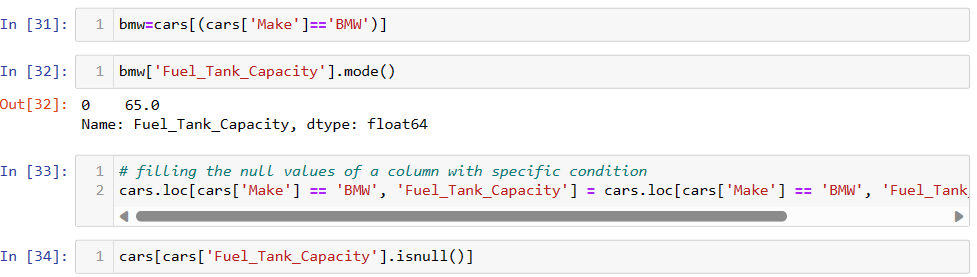 In [31]: 1 bmw=cars[(cars['Make']=='BMW')]
In [32]: 1 bmw['Fuel_Tank_Capacity'].mode()
Out[32]: 0    65.0
Name: Fuel_Tank_Capacity, dtype: float64
In [33]: 1 # filling the null values of a column with specific condition
2 cars.loc[cars['Make'] == 'BMW', 'Fuel_Tank_Capacity'] = cars.loc[cars['Make'] == 'BMW', 'Fuel_Tank_
In [34]: 1 cars[cars['Fuel_Tank_Capacity'].isnull()]